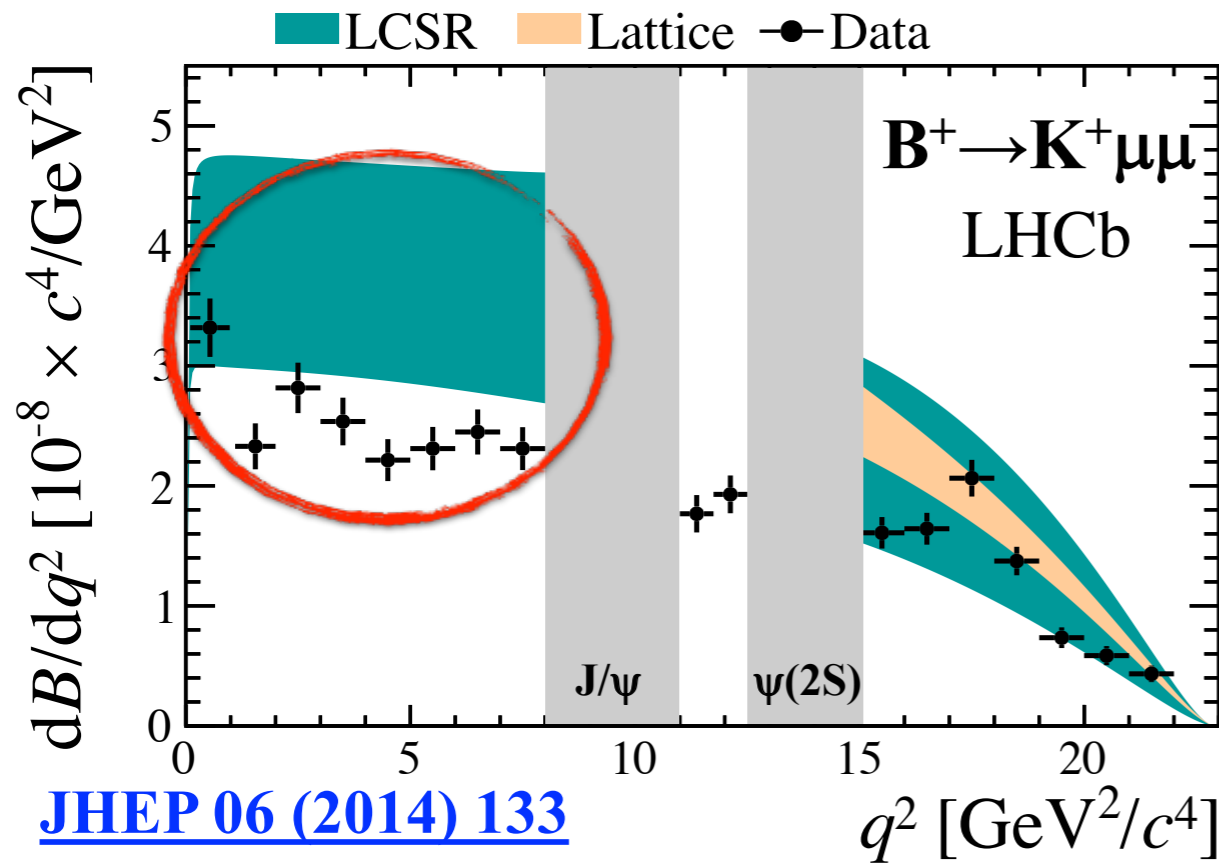 LCSR Lattice Data
dB/dq² [10⁻⁸ × c⁴/GeV²]
5
4
3
2
1
0
B⁺→K⁺μμ
LHCb
J/ψ
ψ(2S)
0 5 10 15 20
JHEP 06 (2014) 133
q² [GeV²/c⁴]